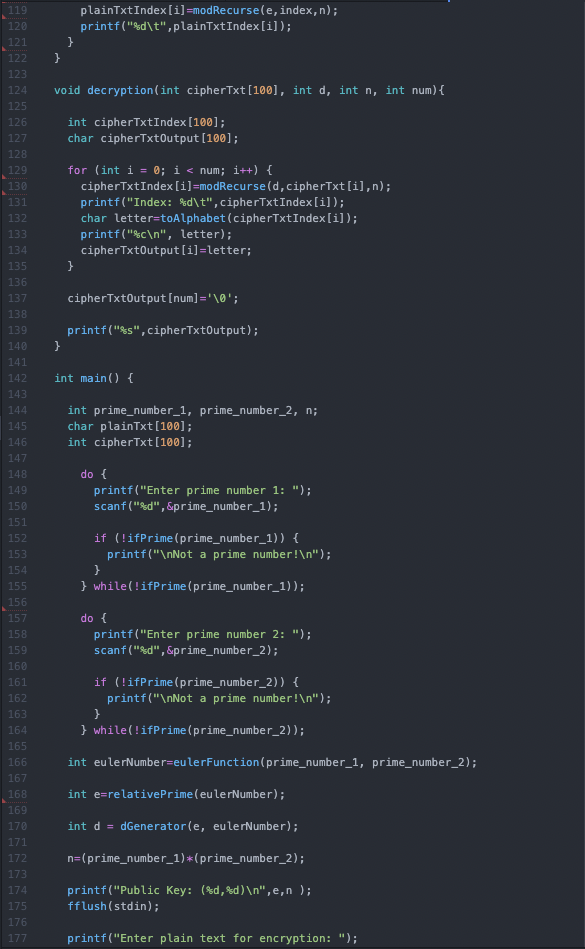 119 plainTxtIndex[i]=modRecurse(e,index,n);
120 printf("%d\t",plainTxtIndex[i]);
121 }
122 }
123
124 void decryption(int cipherTxt[100], int d, int n, int num){
125
126 int cipherTxtIndex[100];
127 char cipherTxtOutput[100];
128
129 for (int i = 0; i < num; i++) {
130 cipherTxtIndex[i]=modRecurse(d,cipherTxt[i],n);
131 printf("Index: %d\t",cipherTxtIndex[i]);
132 char letter=toAlphabet(cipherTxtIndex[i]);
133 printf("%c\n", letter);
134 cipherTxtOutput[i]=letter;
135 }
136
137 cipherTxtOutput[num]='\0';
138
139 printf("%s",cipherTxtOutput);
140 }
141
142 int main() {
143
144 int prime_number_1, prime_number_2, n;
145 char plainTxt[100];
146 int cipherTxt[100];
147
148 do {
149 printf("Enter prime number 1: ");
150 scanf("%d",&prime_number_1);
151
152 if (!ifPrime(prime_number_1)) {
153 printf("\nNot a prime number!\n");
154 }
155 } while(!ifPrime(prime_number_1));
156
157 do {
158 printf("Enter prime number 2: ");
159 scanf("%d",&prime_number_2);
160
161 if (!ifPrime(prime_number_2)) {
162 printf("\nNot a prime number!\n");
163 }
164 } while(!ifPrime(prime_number_2));
165
166 int eulerNumber=eulerFunction(prime_number_1, prime_number_2);
167
168 int e=relativePrime(eulerNumber);
169
170 int d = dGenerator(e, eulerNumber);
171
172 n=(prime_number_1)*(prime_number_2);
173
174 printf("Public Key: (%d,%d)\n",e,n );
175 fflush(stdin);
176
177 printf("Enter plain text for encryption: ");